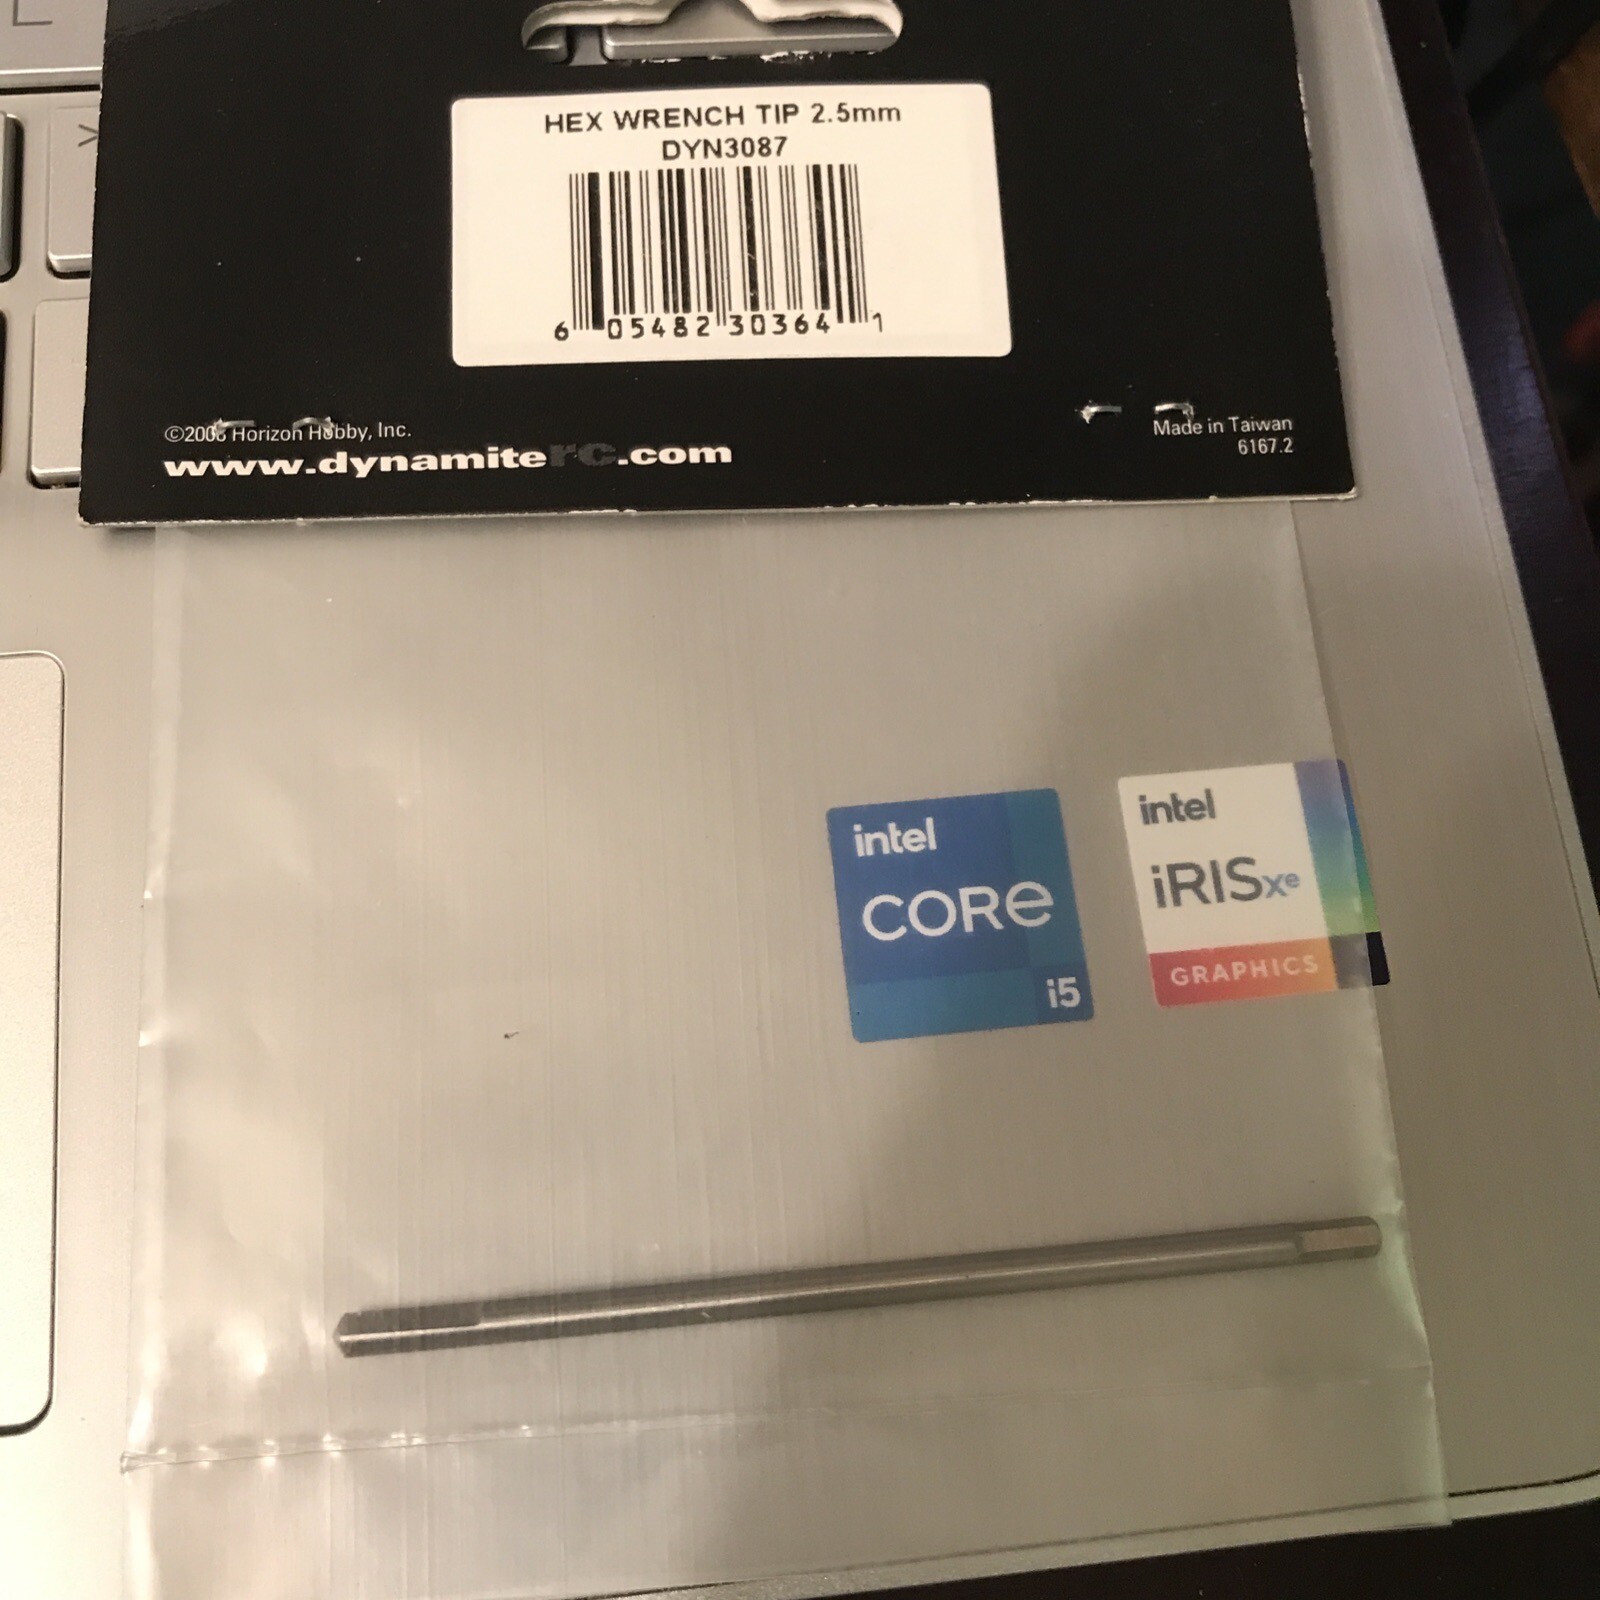 L
>
HEX WRENCH TIP 2.5mm
DYN3087
6 05482 30364 1
©2006 Horizon Hobby, Inc.
www.dynamiterc.com
Made in Taiwan
6167.2
intel
CORe
i5
intel
iRISxe
GRAPHICS